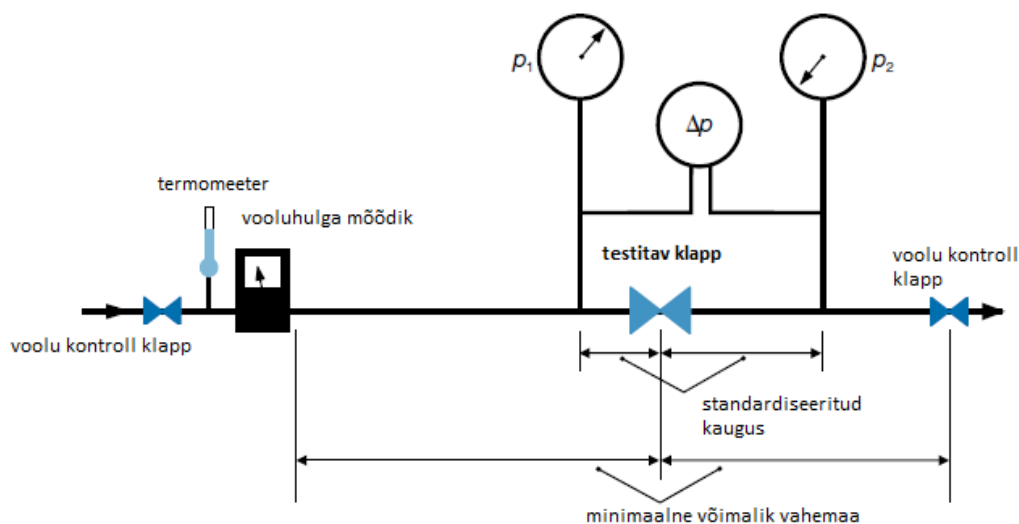 p1
p2
Δp
termomeeter
vooluhulga mõõdik
testitav klapp
voolu kontroll
klapp
voolu kontroll klapp
standardiseeritud
kaugus
minimaalne võimalik vahemaa